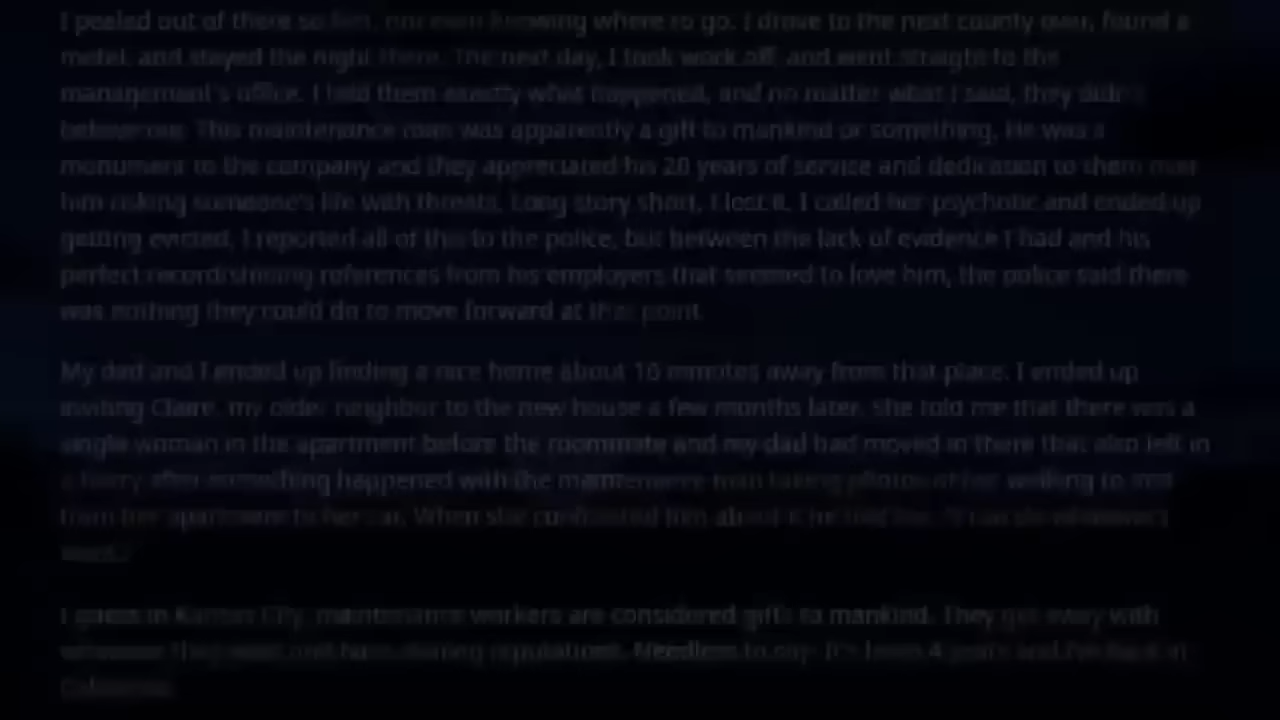 I peeled out of there so fast, not even knowing where to go. I drove to the next county over, found a
motel, and stayed the night there. The next day, I took work off, and went straight to the
management's office. I told them exactly what happened, and no matter what I said, they didn't
believe me. This maintenance man was apparently a gift to mankind or something. He was a
monument to the company and they appreciated his 20 years of service and dedication to them over
him risking someone's life with threats. Long story short, I lost it. I called her psychotic and ended up
getting evicted. I reported all of this to the police, but between the lack of evidence I had and his
perfect record shining references from his employers that seemed to love him, the police said there
was nothing they could do to move forward at that point.
My dad and I ended up finding a nice home about 10 minutes away from that place. I ended up
inviting Claire, my older neighbor to the new house a few months later. She told me that there was a
single woman in the apartment before the roommate and my dad had moved in there that also left in
a hurry after something happened with the maintenance man taking photos of her walking to and
from her apartment to her car. When she confronted him about it he told her, "I can do whatever I
want."
I guess in Kansas City, maintenance workers are considered gifts to mankind. They get away with
whatever they want and have reputations. Needless to say, It's been 4 years and I'm back in
California.